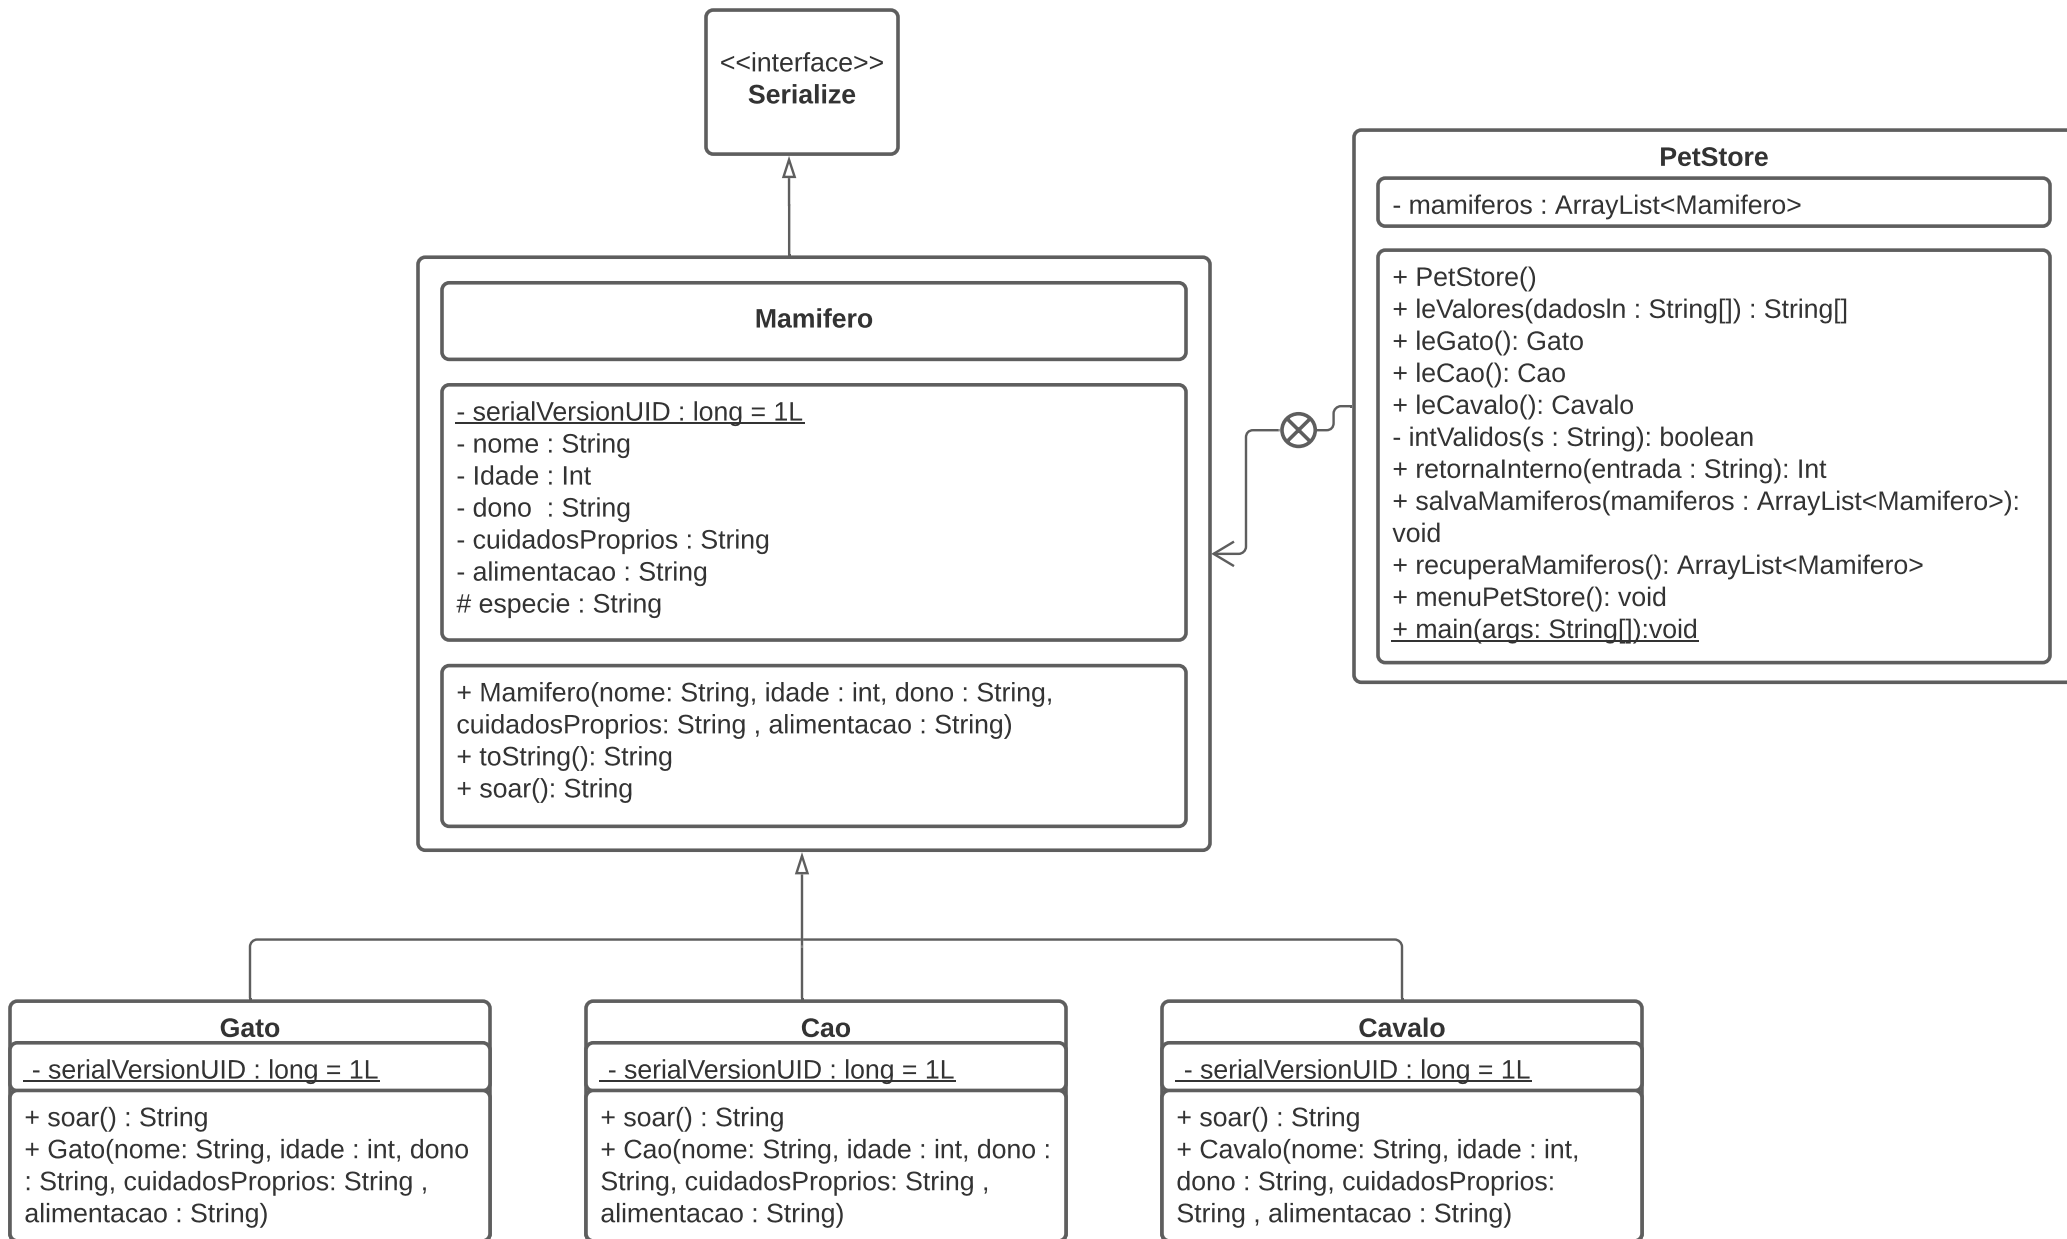 <<interface>>
Serialize
PetStore
- mamiferos : ArrayList<Mamifero>
+ PetStore()
+ leValores(dadosln : String[]) : String[]
+ leGato(): Gato
+ leCao(): Cao
+ leCavalo(): Cavalo
- intValidos(s : String): boolean
+ retornaInterno(entrada : String): Int
+ salvaMamiferos(mamiferos : ArrayList<Mamifero>):
void
+ recuperaMamiferos(): ArrayList<Mamifero>
+ menuPetStore(): void
+ main(args: String[]):void
Mamifero
- serialVersionUID : long = 1L
- nome : String
- Idade : Int
- dono  : String
- cuidadosProprios : String
- alimentacao : String
# especie : String
+ Mamifero(nome: String, idade : int, dono : String,
cuidadosProprios: String , alimentacao : String)
+ toString(): String
+ soar(): String
Gato
- serialVersionUID : long = 1L
+ soar() : String
+ Gato(nome: String, idade : int, dono
: String, cuidadosProprios: String ,
alimentacao : String)
Cao
- serialVersionUID : long = 1L
+ soar() : String
+ Cao(nome: String, idade : int, dono :
String, cuidadosProprios: String ,
alimentacao : String)
Cavalo
- serialVersionUID : long = 1L
+ soar() : String
+ Cavalo(nome: String, idade : int,
dono : String, cuidadosProprios:
String , alimentacao : String)